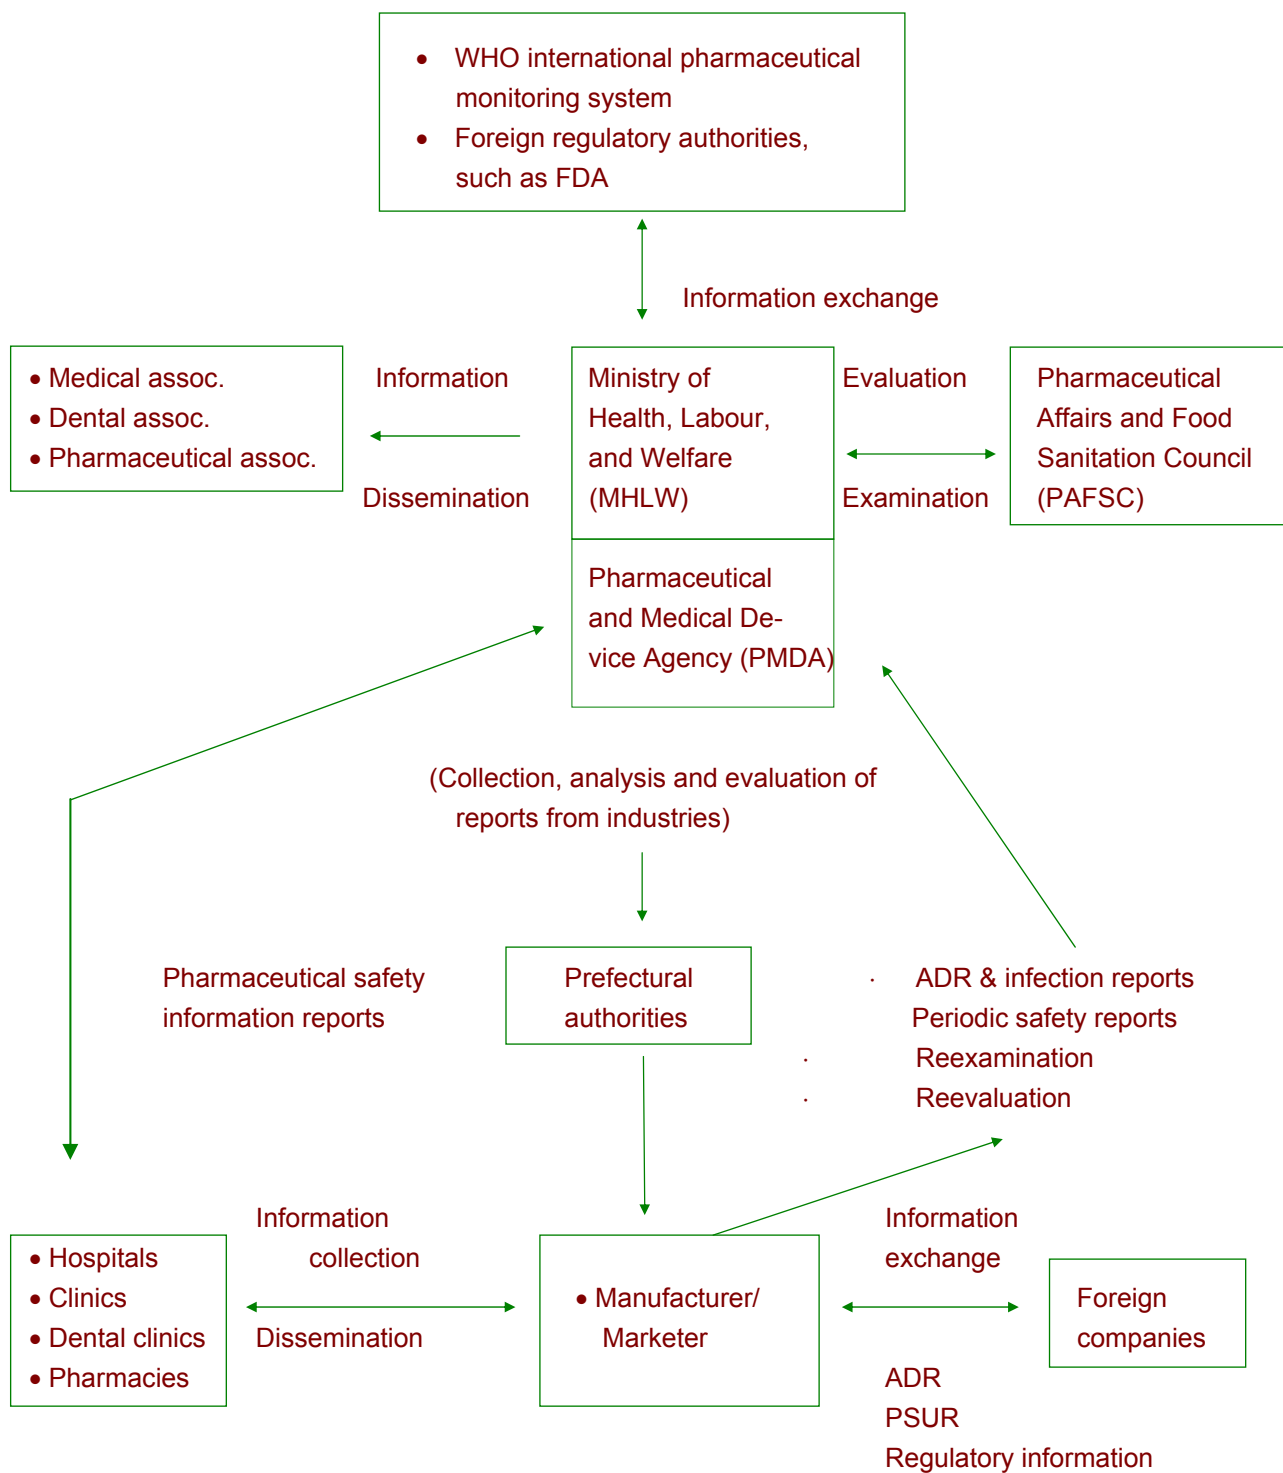 • WHO international pharmaceutical
monitoring system
• Foreign regulatory authorities,
such as FDA
Information exchange
• Medical assoc.
• Dental assoc.
• Pharmaceutical assoc.
Information
Dissemination
Ministry of
Health, Labour,
and Welfare
(MHLW)
Evaluation
Examination
Pharmaceutical
Affairs and Food
Sanitation Council
(PAFSC)
Pharmaceutical
and Medical De-
vice Agency (PMDA)
(Collection, analysis and evaluation of
reports from industries)
Pharmaceutical safety
information reports
Prefectural
authorities
· ADR & infection reports
Periodic safety reports
· Reexamination
· Reevaluation
• Hospitals
• Clinics
• Dental clinics
• Pharmacies
Information
collection
Dissemination
• Manufacturer/
Marketer
Information
exchange
Foreign
companies
ADR
PSUR
Regulatory information